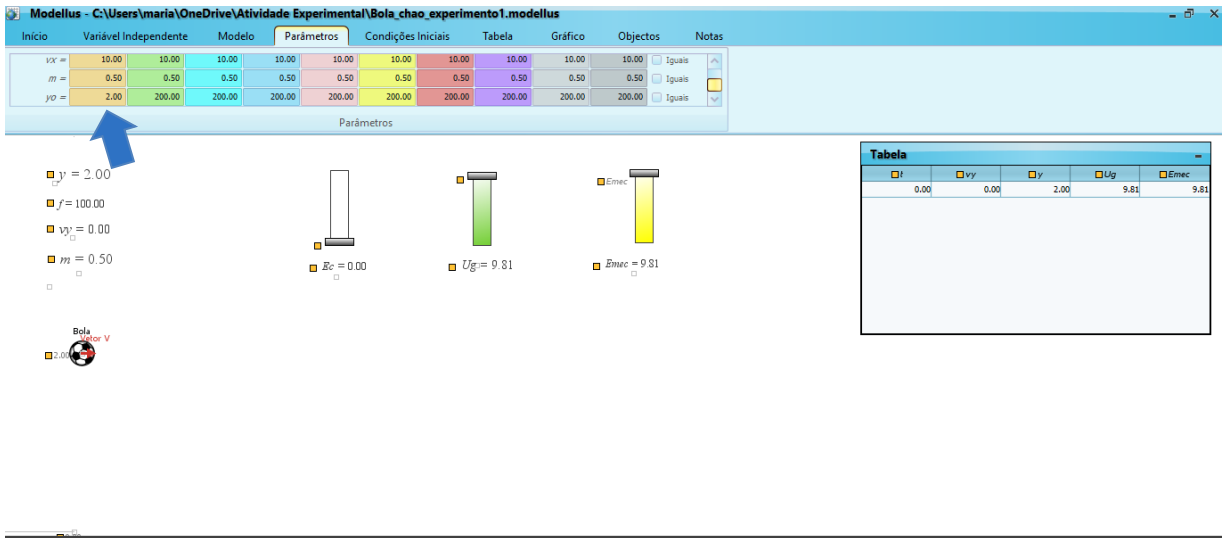 Modellus - C:\Users\maria\OneDrive\Atividade Experimental\Bola_chao_experimento1.modellus
Início Variável Independente Modelo Parâmetros Condições Iniciais Tabela Gráfico Objectos Notas
vx = 10.00 10.00 10.00 10.00 10.00 10.00 10.00 10.00 10.00 10.00 Iguais
m = 0.50 0.50 0.50 0.50 0.50 0.50 0.50 0.50 0.50 0.50 Iguais
yo = 2.00 200.00 200.00 200.00 200.00 200.00 200.00 200.00 200.00 200.00 Iguais
Parâmetros
y = 2.00
f = 100.00
vy = 0.00
m = 0.50
Ec = 0.00
Ug = 9.81
Emec
Emec = 9.81
Tabela
t vy y Ug Emec
0.00 0.00 2.00 9.81 9.81
Bola
Vetor V
2.00